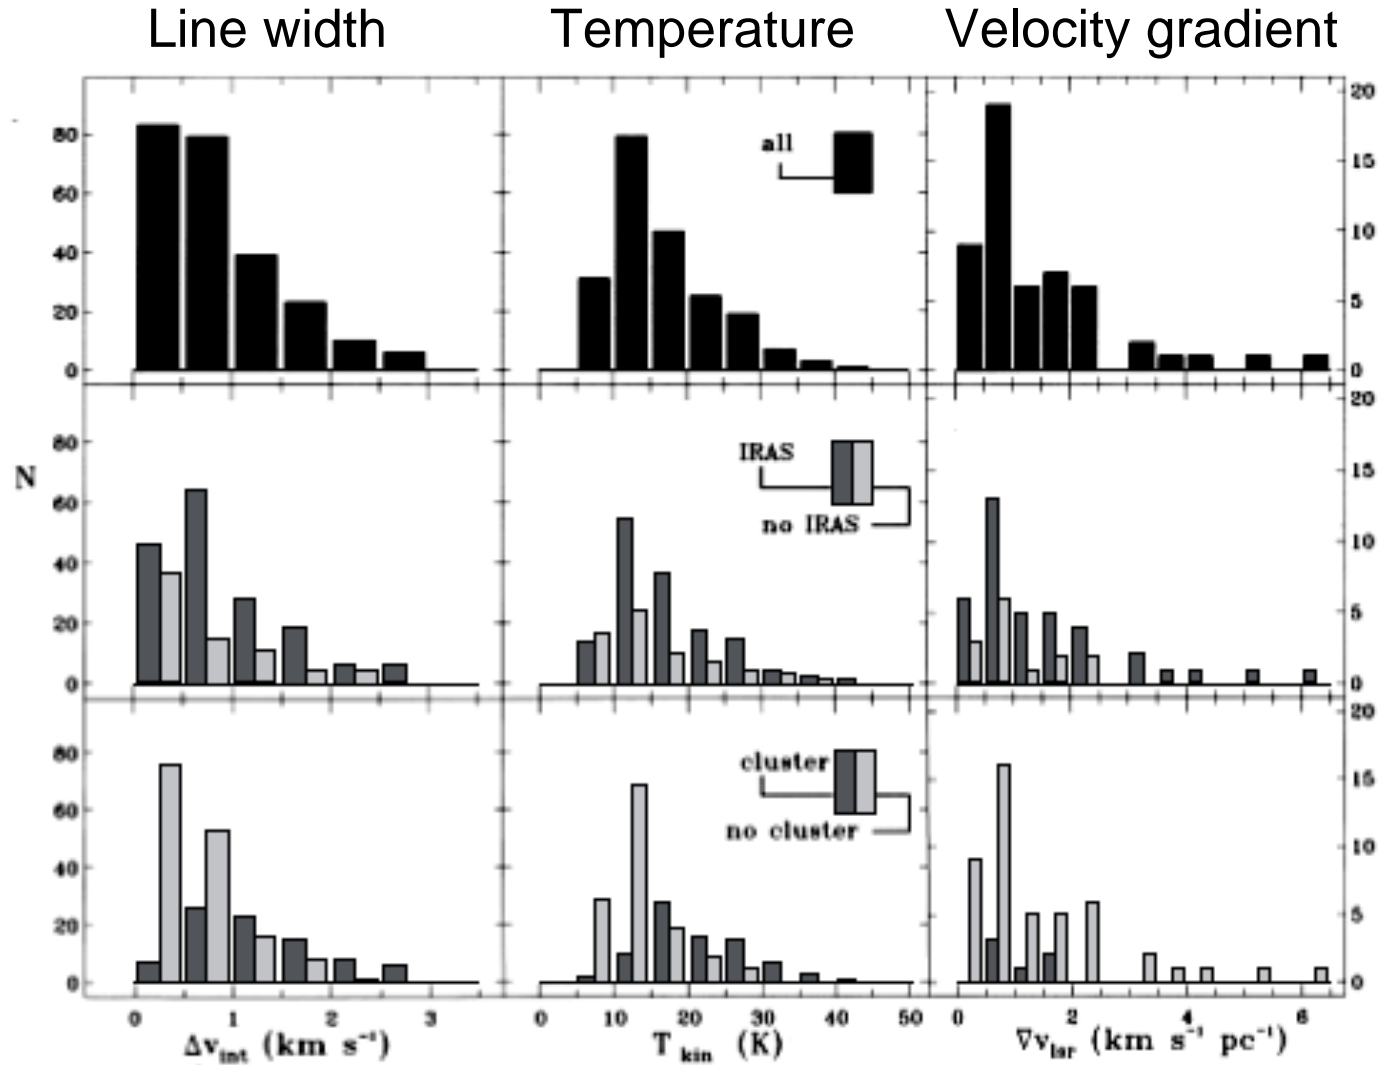 Line width Temperature Velocity gradient
80
60
40
20
0
all
20
15
10
5
0
N
80
60
40
20
0
IRAS
no IRAS
20
15
10
5
0
80
60
40
20
0
cluster
no cluster
20
15
10
5
0
0 1 2 3
0 10 20 30 40 50
0 2 4 6
Δv_int (km s⁻¹)
T_kin (K)
∇v_lsr (km s⁻¹ pc⁻¹)